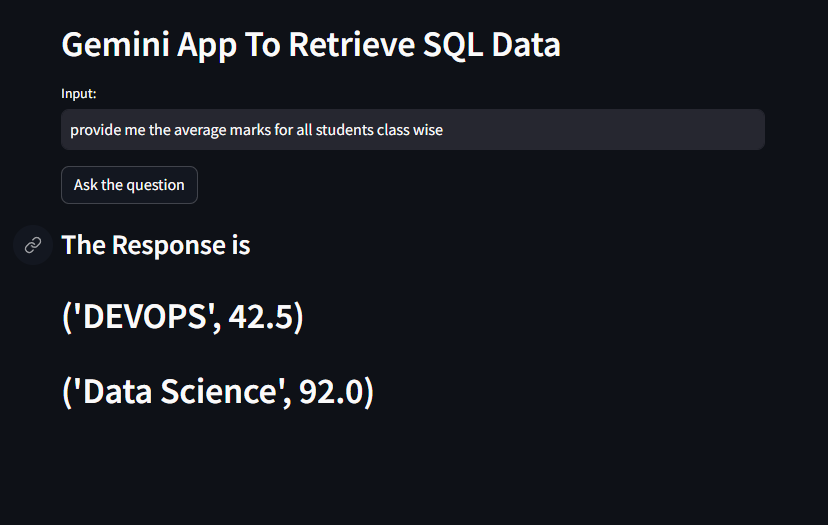 Gemini App To Retrieve SQL Data
Input:
provide me the average marks for all students class wise
Ask the question
The Response is
('DEVOPS', 42.5)
('Data Science', 92.0)